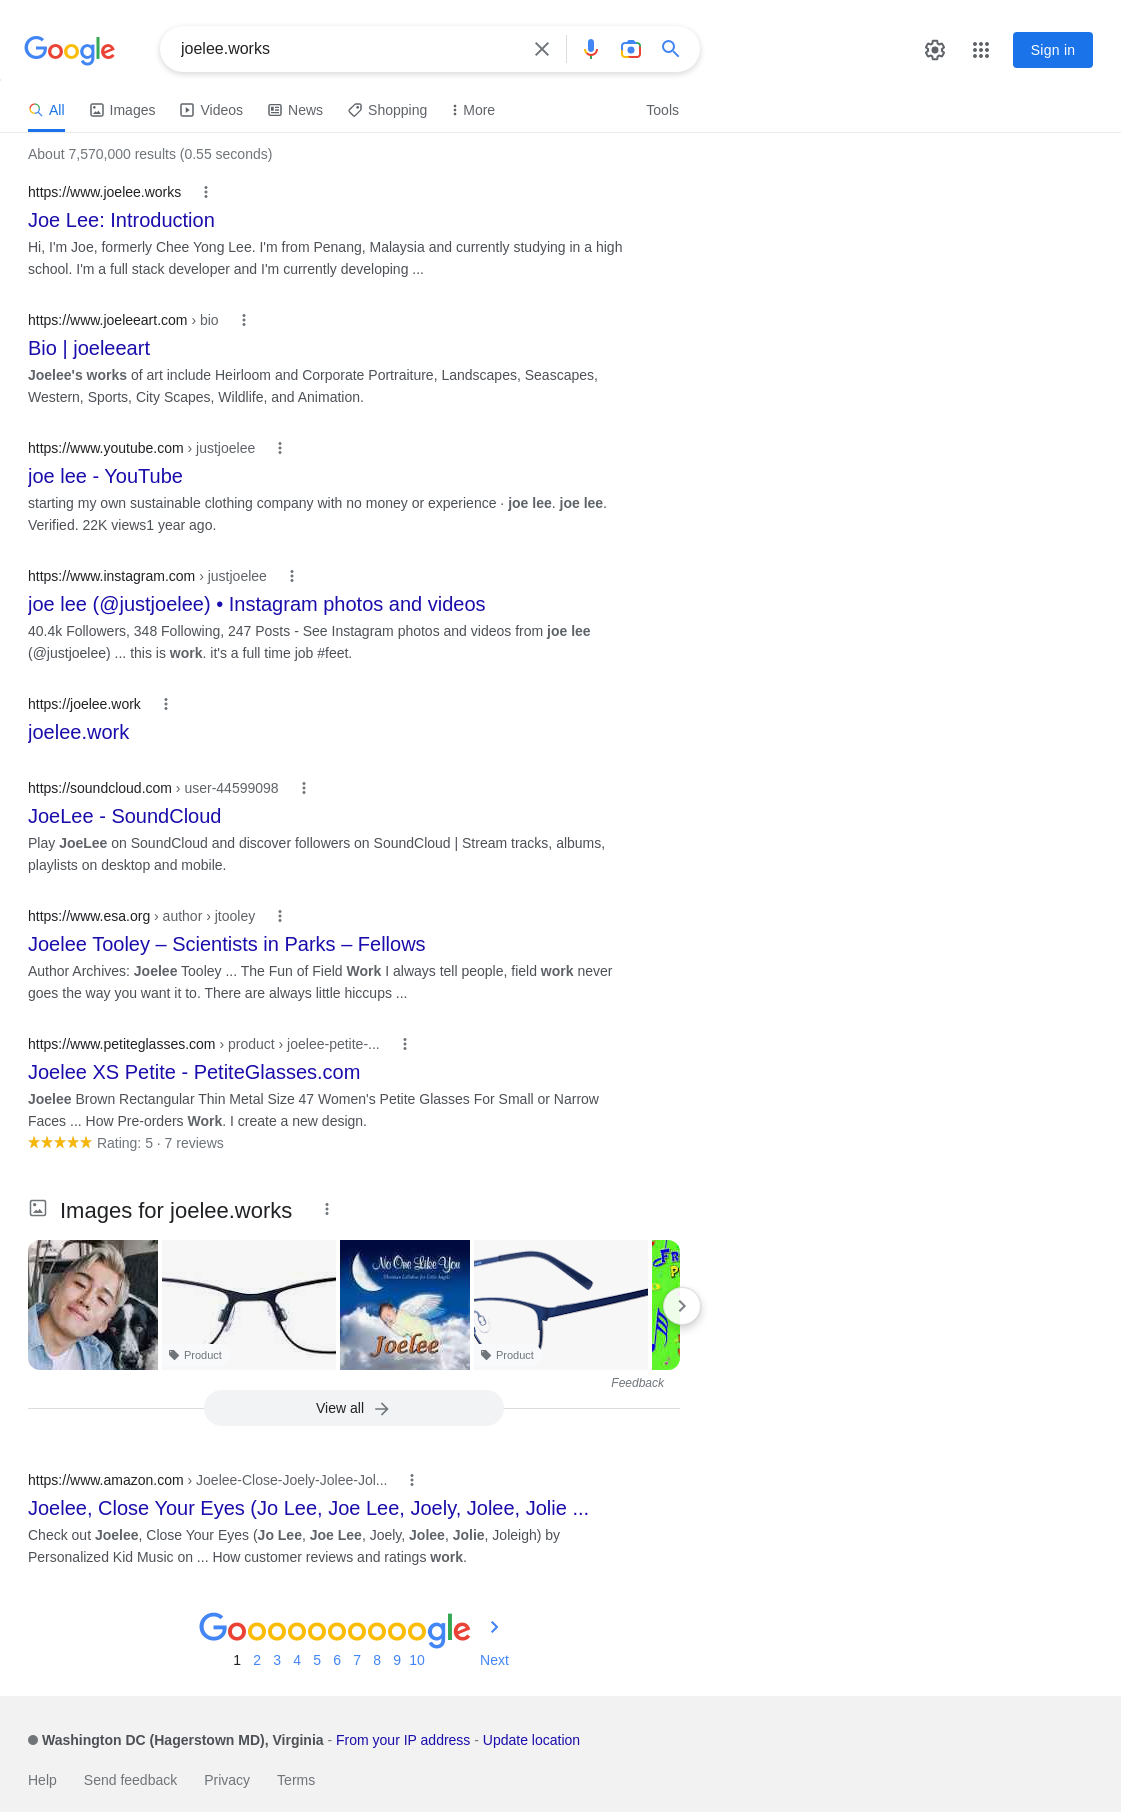 Google
joelee.works
Sign in
All
Images
Videos
News
Shopping
More
Tools
About 7,570,000 results (0.55 seconds)
https://www.joelee.works
Joe Lee: Introduction
Hi, I'm Joe, formerly Chee Yong Lee. I'm from Penang, Malaysia and currently studying in a high
school. I'm a full stack developer and I'm currently developing ...
https://www.joeleeart.com › bio
Bio | joeleeart
Joelee's works of art include Heirloom and Corporate Portraiture, Landscapes, Seascapes,
Western, Sports, City Scapes, Wildlife, and Animation.
https://www.youtube.com › justjoelee
joe lee - YouTube
starting my own sustainable clothing company with no money or experience · joe lee. joe lee.
Verified. 22K views1 year ago.
https://www.instagram.com › justjoelee
joe lee (@justjoelee) • Instagram photos and videos
40.4k Followers, 348 Following, 247 Posts - See Instagram photos and videos from joe lee
(@justjoelee) ... this is work. it's a full time job #feet.
https://joelee.work
joelee.work
https://soundcloud.com › user-44599098
JoeLee - SoundCloud
Play JoeLee on SoundCloud and discover followers on SoundCloud | Stream tracks, albums,
playlists on desktop and mobile.
https://www.esa.org › author › jtooley
Joelee Tooley – Scientists in Parks – Fellows
Author Archives: Joelee Tooley ... The Fun of Field Work I always tell people, field work never
goes the way you want it to. There are always little hiccups ...
https://www.petiteglasses.com › product › joelee-petite-...
Joelee XS Petite - PetiteGlasses.com
Joelee Brown Rectangular Thin Metal Size 47 Women's Petite Glasses For Small or Narrow
Faces ... How Pre-orders Work. I create a new design.
Rating: 5 · 7 reviews
Images for joelee.works
No One Like You
Christian Lullabies for Little Angels
Joelee
Product
Product
Feedback
View all
https://www.amazon.com › Joelee-Close-Joely-Jolee-Jol...
Joelee, Close Your Eyes (Jo Lee, Joe Lee, Joely, Jolee, Jolie ...
Check out Joelee, Close Your Eyes (Jo Lee, Joe Lee, Joely, Jolee, Jolie, Joleigh) by
Personalized Kid Music on ... How customer reviews and ratings work.
Goooooooooogle
1 2 3 4 5 6 7 8 9 10 Next
Washington DC (Hagerstown MD), Virginia - From your IP address - Update location
Help Send feedback Privacy Terms